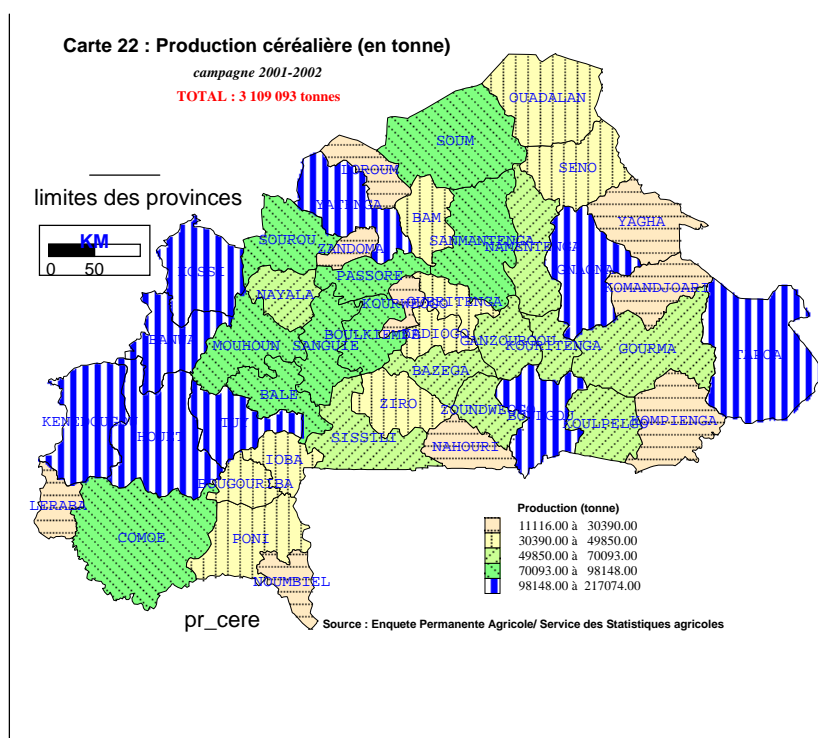 Carte 22 : Production céréalière (en tonne)
campagne 2001-2002
TOTAL : 3 109 093 tonnes
OUADALAN
SOUM
SENO
LOROUM
limites des provinces
YATENGA
YAGHA
BAM
KM
SOUROU
SANMANTENGA
NAMENTENGA
ZANDOMA
GNAGNA
0 50
KOSSI
PASSORE
KOMANDJOARI
NAYALA
KOURWEOGO
OUBRITENGA
BANWA
MOUHOUN
SANGUIE
BOULKIEMDE
KADIOGO
GANZOURGOU
KOURITENGA
GOURMA
TAPOA
BAZEGA
BALE
ZIRO
ZOUNDWEOGO
BOULGOU
KENEDOUGOU
HOUET
TUY
SISSILI
KOULPELGO
KOMPIENGA
NAHOURI
IOBA
BOUGOURIBA
LERABA
COMOE
PONI
NOUMBIEL
Production (tonne)
11116.00 à 30390.00
30390.00 à 49850.00
49850.00 à 70093.00
70093.00 à 98148.00
98148.00 à 217074.00
pr_cere
Source : Enquete Permanente Agricole/ Service des Statistiques agricoles